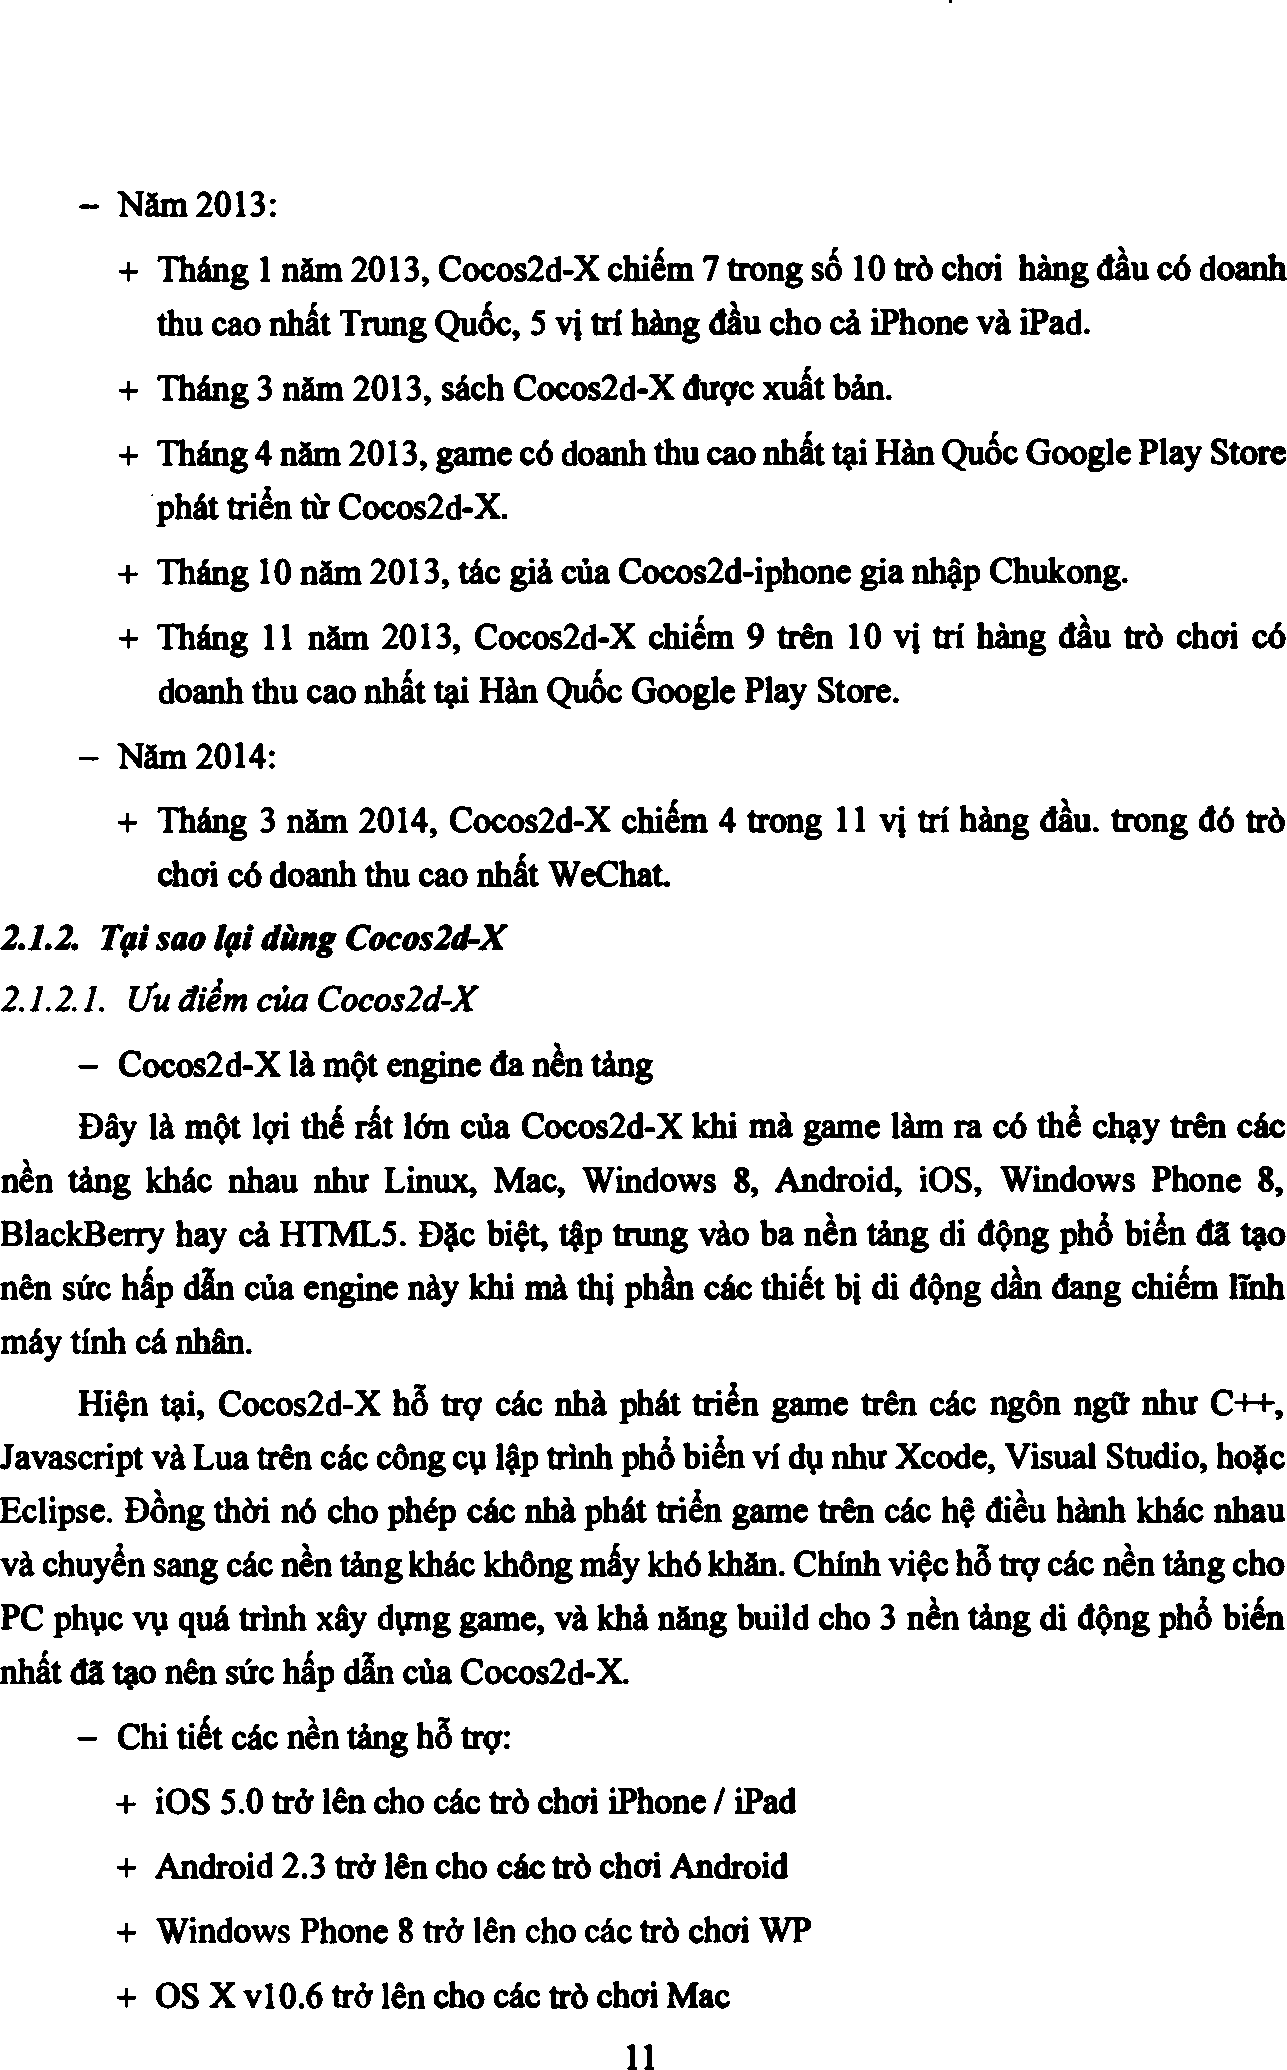 – Năm 2013:
+ Tháng 1 năm 2013, Cocos2d-X chiếm 7 trong số 10 trò chơi hàng đầu có doanh
thu cao nhất Trung Quốc, 5 vị trí hàng đầu cho cả iPhone và iPad.
+ Tháng 3 năm 2013, sách Cocos2d-X được xuất bản.
+ Tháng 4 năm 2013, game có doanh thu cao nhất tại Hàn Quốc Google Play Store
phát triển từ Cocos2d-X.
+ Tháng 10 năm 2013, tác giả của Cocos2d-iphone gia nhập Chukong.
+ Tháng 11 năm 2013, Cocos2d-X chiếm 9 trên 10 vị trí hàng đầu trò chơi có
doanh thu cao nhất tại Hàn Quốc Google Play Store.
– Năm 2014:
+ Tháng 3 năm 2014, Cocos2d-X chiếm 4 trong 11 vị trí hàng đầu. trong đó trò
chơi có doanh thu cao nhất WeChat.
2.1.2. Tại sao lại dùng Cocos2d-X
2.1.2.1. Ưu điểm của Cocos2d-X
– Cocos2d-X là một engine đa nền tảng
Đây là một lợi thế rất lớn của Cocos2d-X khi mà game làm ra có thể chạy trên các
nền tảng khác nhau như Linux, Mac, Windows 8, Android, iOS, Windows Phone 8,
BlackBerry hay cả HTML5. Đặc biệt, tập trung vào ba nền tảng di động phổ biển đã tạo
nên sức hấp dẫn của engine này khi mà thị phần các thiết bị di động dần đang chiếm lĩnh
máy tính cá nhân.
Hiện tại, Cocos2d-X hỗ trợ các nhà phát triển game trên các ngôn ngữ như C++,
Javascript và Lua trên các công cụ lập trình phổ biến ví dụ như Xcode, Visual Studio, hoặc
Eclipse. Đồng thời nó cho phép các nhà phát triển game trên các hệ điều hành khác nhau
và chuyển sang các nền tảng khác không mấy khó khăn. Chính việc hỗ trợ các nền tảng cho
PC phục vụ quá trình xây dựng game, và khả năng build cho 3 nền tảng di động phổ biến
nhất đã tạo nên sức hấp dẫn của Cocos2d-X.
– Chi tiết các nền tảng hỗ trợ:
+ iOS 5.0 trở lên cho các trò chơi iPhone / iPad
+ Android 2.3 trở lên cho các trò chơi Android
+ Windows Phone 8 trở lên cho các trò chơi WP
+ OS X v10.6 trở lên cho các trò chơi Mac
11